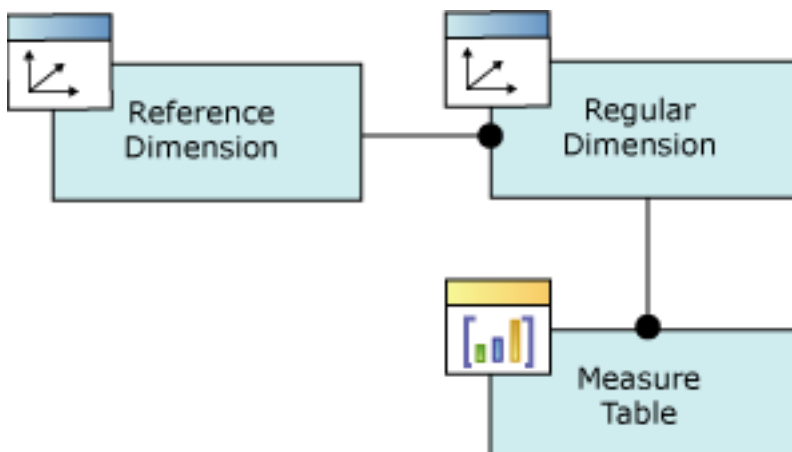 Reference
Dimension
Regular
Dimension
Measure
Table